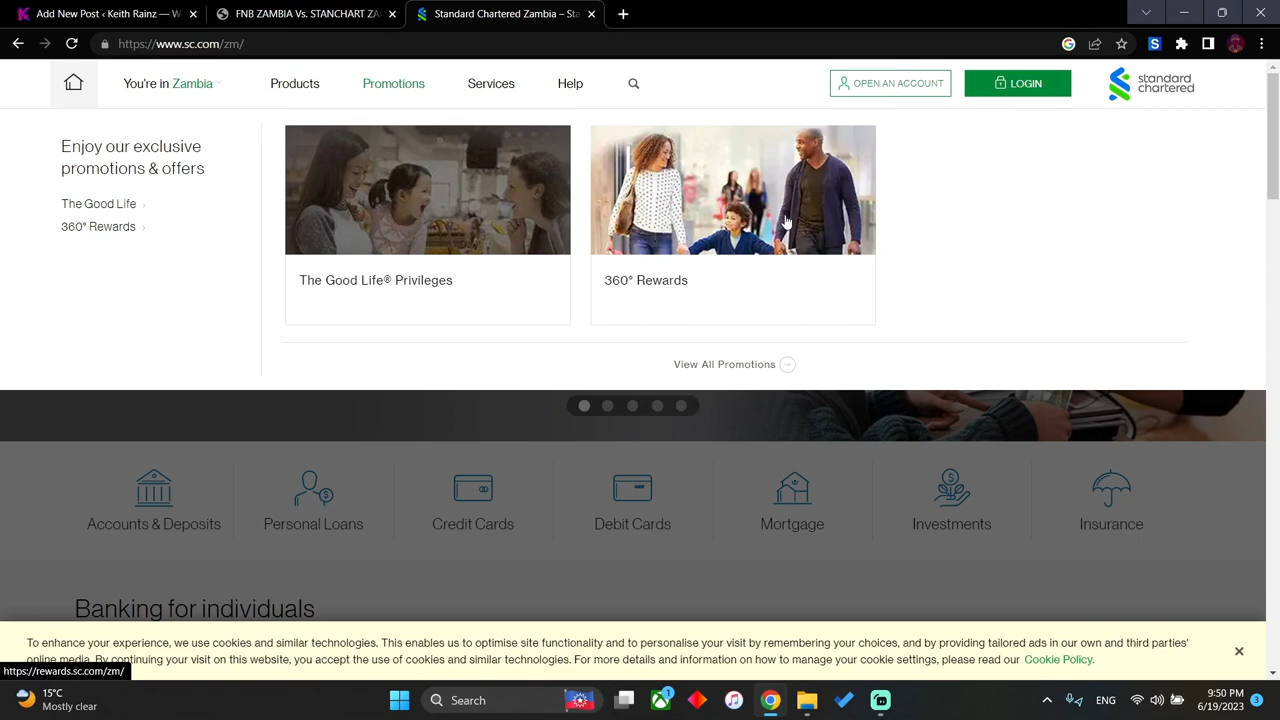 Add New Post ‹ Keith Rainz — W
FNB ZAMBIA Vs. STANCHART ZA
Standard Chartered Zambia – Sta
https://www.sc.com/zm/
You're in Zambia
Products
Promotions
Services
Help
OPEN AN ACCOUNT
LOGIN
standard
chartered
Enjoy our exclusive
promotions & offers
The Good Life
360° Rewards
The Good Life® Privileges
360° Rewards
View All Promotions
Accounts & Deposits
Personal Loans
Credit Cards
Debit Cards
Mortgage
Investments
Insurance
Banking for individuals
To enhance your experience, we use cookies and similar technologies. This enables us to optimise site functionality and to personalise your visit by remembering your choices, and by providing tailored ads in our own and third parties'
online media. By continuing your visit on this website, you accept the use of cookies and similar technologies. For more details and information on how to manage your cookie settings, please read our Cookie Policy.
https://rewards.sc.com/zm/
15°C
Mostly clear
Search
1
ENG
9:50 PM
6/19/2023
3